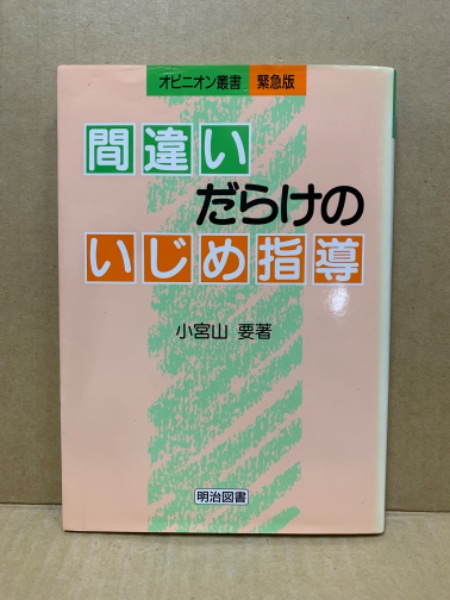 オピニオン叢書 緊急版
間違い
だらけの
いじめ指導
小宮山 要著
明治図書